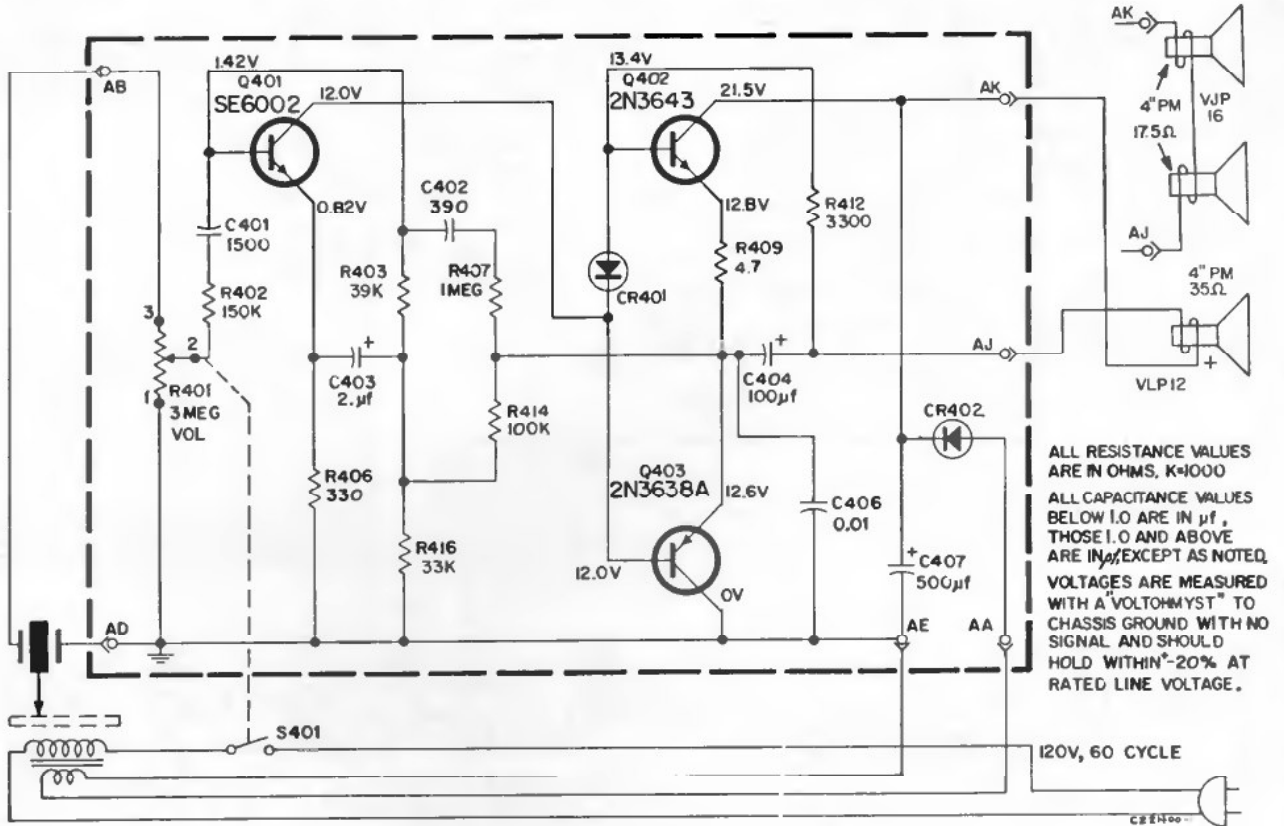 AB
1.42V
Q401
SE6002
12.0V
0.82V
C401
1500
R402
150K
3
2
1
R401
3 MEG
VOL
C402
390
R403
39K
R407
1MEG
C403
2.µf
+
R414
100K
R406
330
R416
33K
AD
13.4V
Q402
2N3643
21.5V
12.8V
R409
4.7
CR401
R412
3300
+
C404
100µf
Q403
2N3638A
12.6V
12.0V
0V
C406
0.01
CR402
+
C407
500µf
AK
AJ
AE
AA
AK
4" PM
17.5Ω
VJP
16
AJ
4" PM
35Ω
+
VLP12
ALL RESISTANCE VALUES
ARE IN OHMS, K=1000
ALL CAPACITANCE VALUES
BELOW 1.0 ARE IN µf,
THOSE 1.0 AND ABOVE
ARE IN EXCEPT AS NOTED.
VOLTAGES ARE MEASURED
WITH A "VOLTOHMYST" TO
CHASSIS GROUND WITH NO
SIGNAL AND SHOULD
HOLD WITHIN +-20% AT
RATED LINE VOLTAGE.
S401
120V, 60 CYCLE